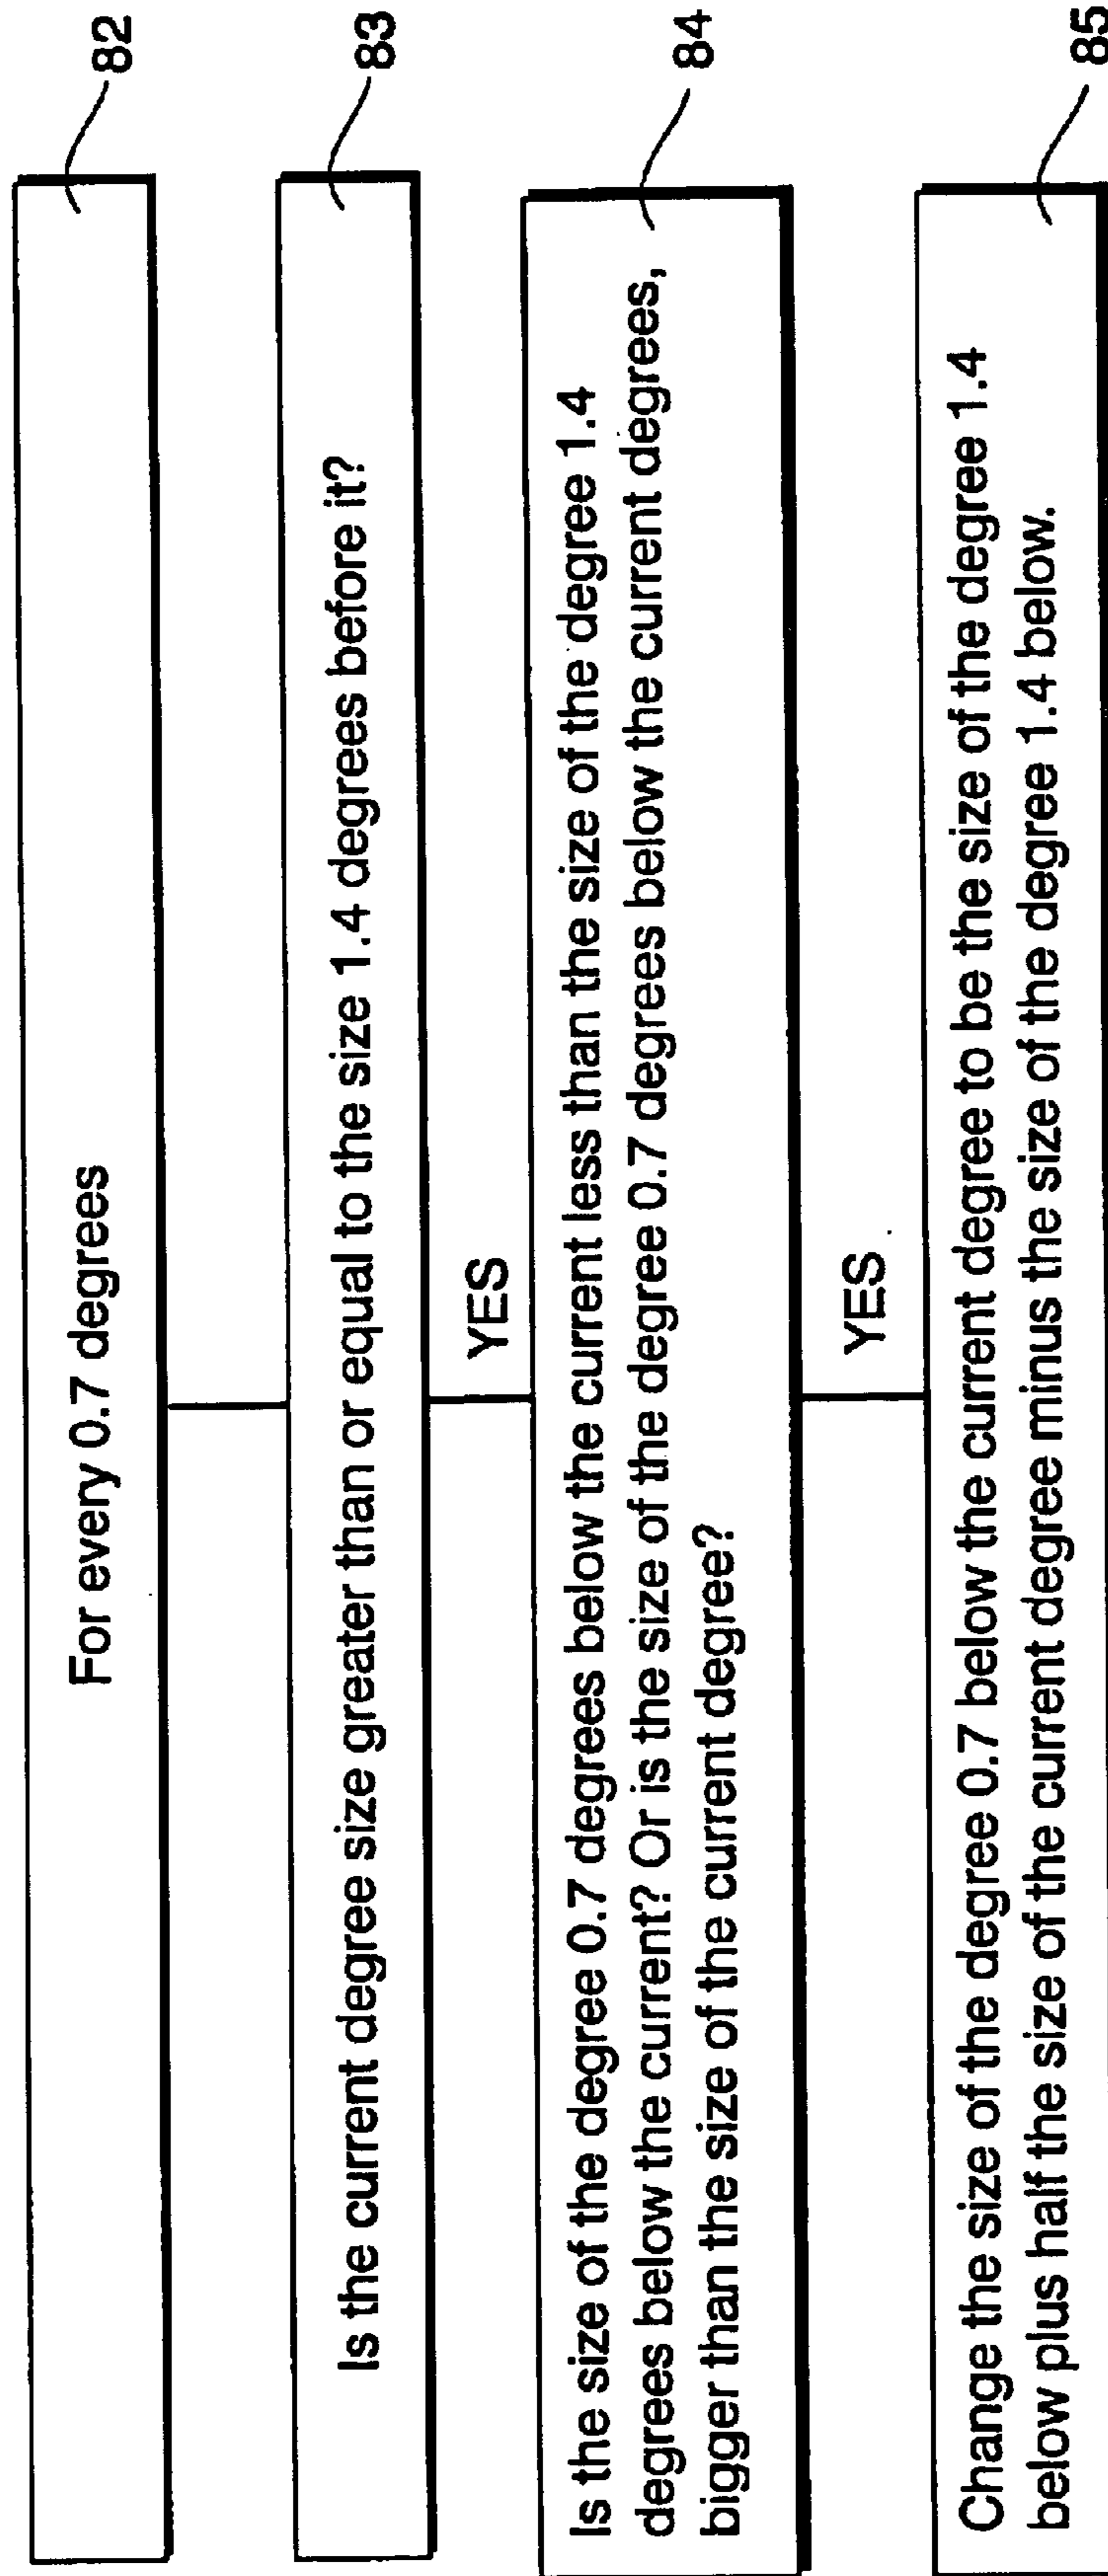 For every 0.7 degrees
82
Is the current degree size greater than or equal to the size 1.4 degrees before it?
83
YES
Is the size of the degree 0.7 degrees below the current less than the size of the degree 1.4
degrees below the current? Or is the size of the degree 0.7 degrees below the current degrees,
bigger than the size of the current degree?
84
YES
Change the size of the degree 0.7 below the current degree to be the size of the degree 1.4
below plus half the size of the current degree minus the size of the degree 1.4 below.
85